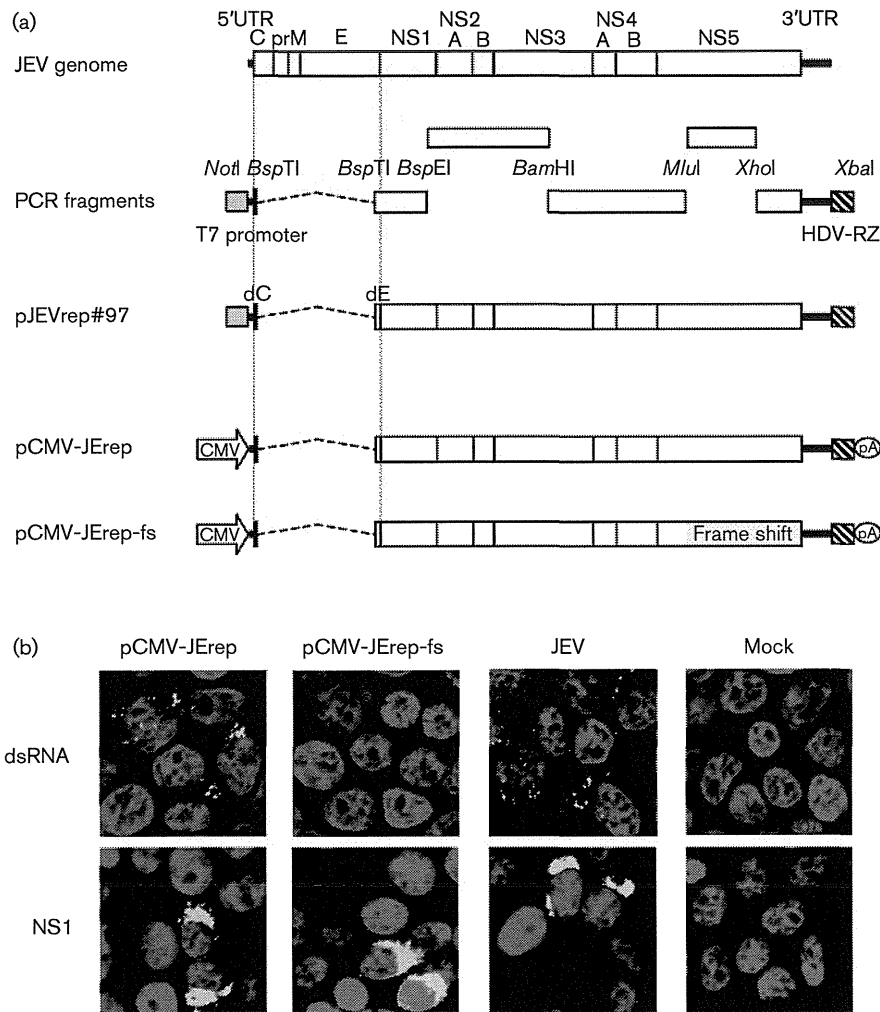 (a)
5'UTR
NS2
NS4
3'UTR
C prM E NS1 A B NS3 A B NS5
JEV genome
NotI BspTI BspTI BspEI BamHI MluI XhoI XbaI
PCR fragments
T7 promoter HDV-RZ
dC dE
pJEVrep#97
pCMV-JErep CMV pA
pCMV-JErep-fs CMV Frame shift pA
(b)
pCMV-JErep pCMV-JErep-fs JEV Mock
dsRNA
NS1